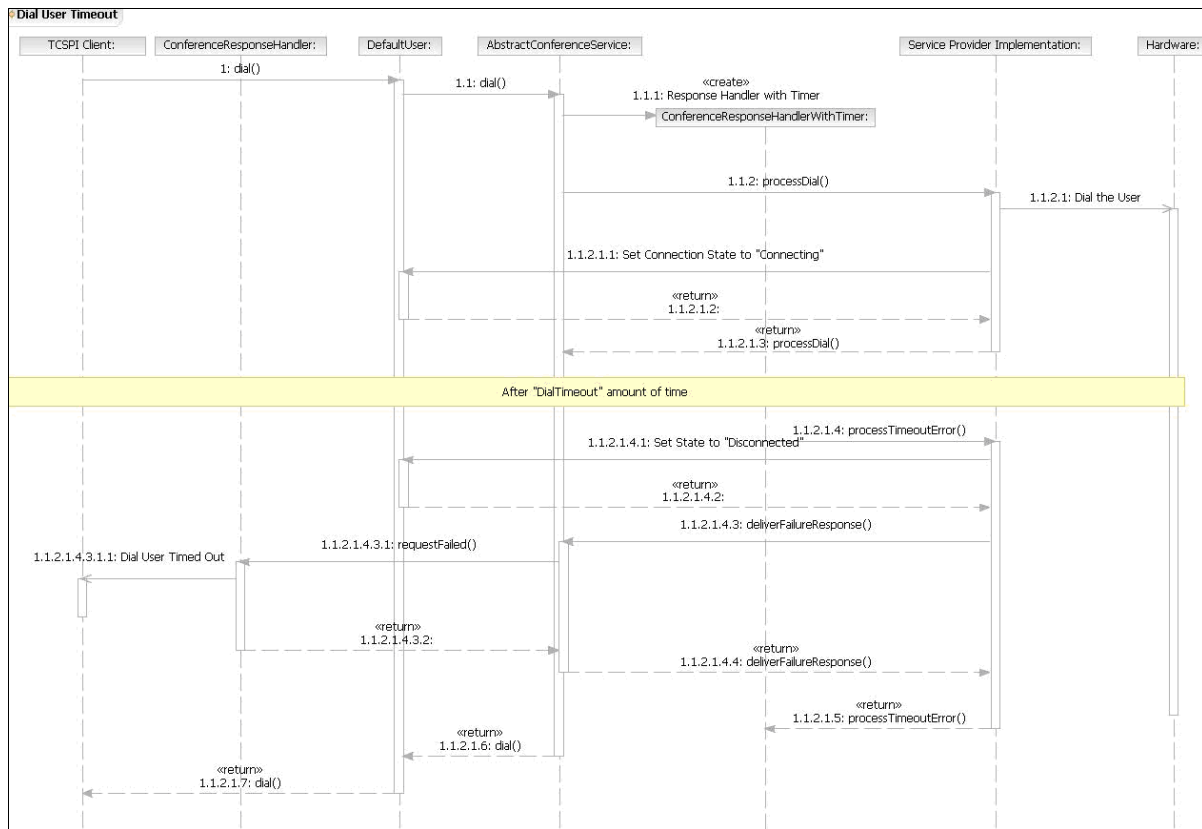 Dial User Timeout
TCSPI Client:
ConferenceResponseHandler:
DefaultUser:
AbstractConferenceService:
Service Provider Implementation:
Hardware:
1: dial()
1.1: dial()
«create»
1.1.1: Response Handler with Timer
ConferenceResponseHandlerWithTimer:
1.1.2: processDial()
1.1.2.1: Dial the User
1.1.2.1.1: Set Connection State to "Connecting"
«return»
1.1.2.1.2:
«return»
1.1.2.1.3: processDial()
After "DialTimeout" amount of time
1.1.2.1.4: processTimeoutError()
1.1.2.1.4.1: Set State to "Disconnected"
«return»
1.1.2.1.4.2:
1.1.2.1.4.3: deliverFailureResponse()
1.1.2.1.4.3.1: requestFailed()
1.1.2.1.4.3.1.1: Dial User Timed Out
«return»
1.1.2.1.4.3.2:
«return»
1.1.2.1.4.4: deliverFailureResponse()
«return»
1.1.2.1.5: processTimeoutError()
«return»
1.1.2.1.6: dial()
«return»
1.1.2.1.7: dial()